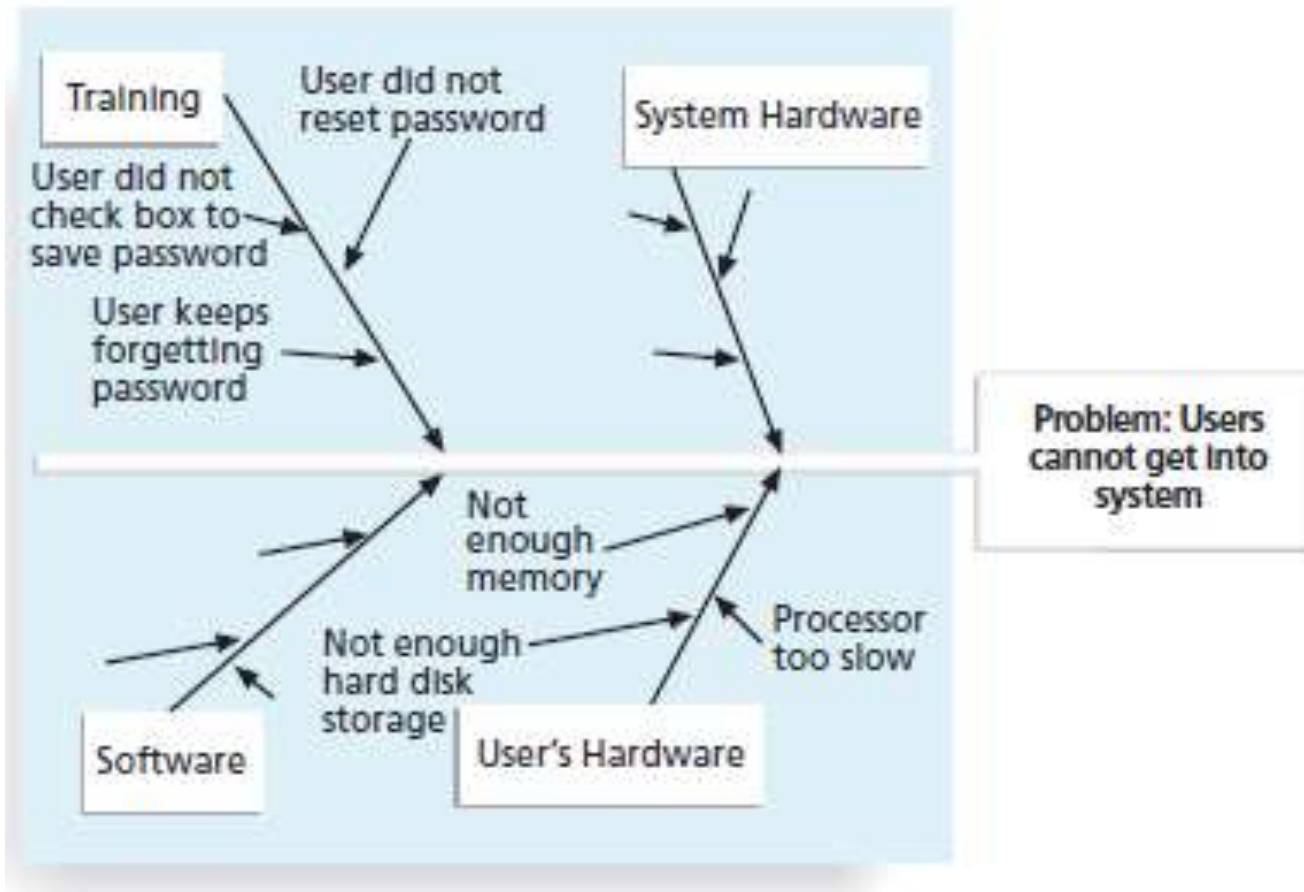 Training
User did not
reset password
System Hardware
User did not
check box to
save password
User keeps
forgetting
password
Problem: Users
cannot get into
system
Not
enough
memory
Not enough
hard disk
storage
Processor
too slow
Software
User's Hardware